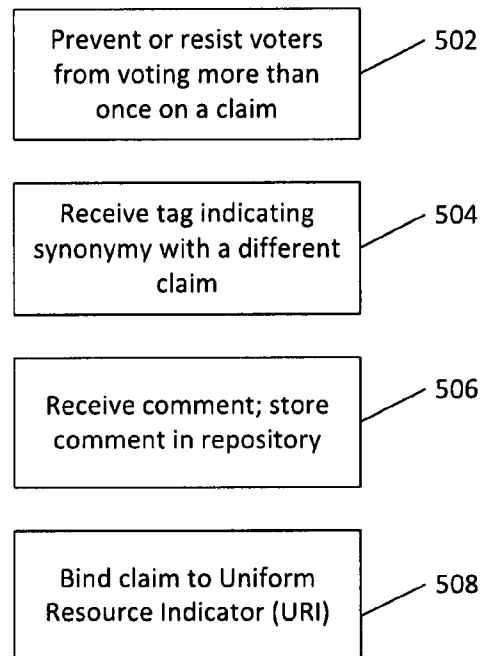 Prevent or resist voters
from voting more than
once on a claim
502
Receive tag indicating
synonymy with a different
claim
504
Receive comment; store
comment in repository
506
Bind claim to Uniform
Resource Indicator (URI)
508